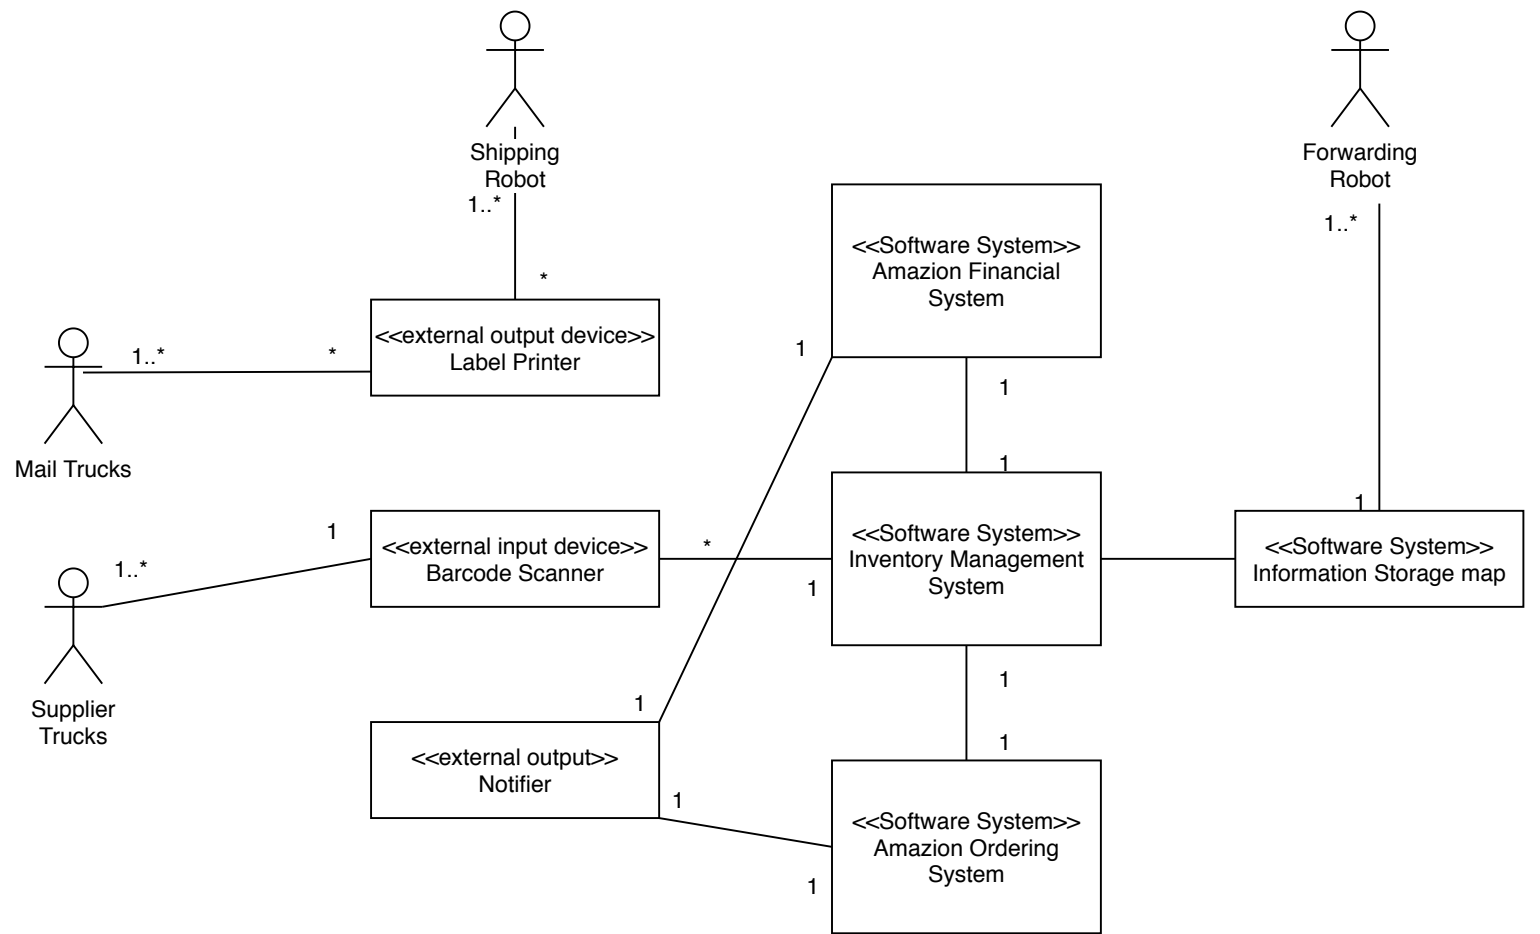 Shipping
Robot
1..*
*
Forwarding
Robot
1..*
<<Software System>>
Amazion Financial
System
1
1
<<external output device>>
Label Printer
1..*
*
Mail Trucks
1
1
<<external input device>>
Barcode Scanner
1
1..*
*
1
<<Software System>>
Inventory Management
System
<<Software System>>
Information Storage map
Supplier
Trucks
1
1
1
<<external output>>
Notifier
1
<<Software System>>
Amazion Ordering
System
1